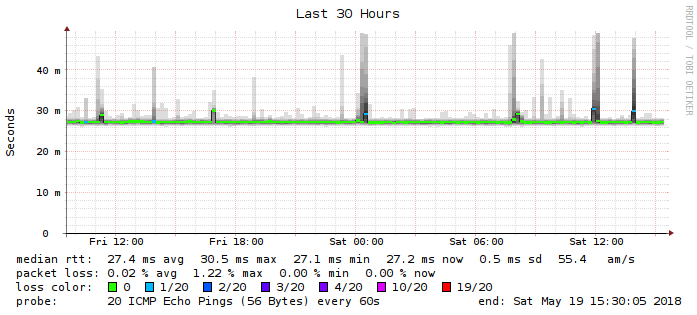 Last 30 Hours
RRDTOOL / TOBI OETIKER
Seconds
40 m
30 m
20 m
10 m
0
Fri 12:00 Fri 18:00 Sat 00:00 Sat 06:00 Sat 12:00
median rtt: 27.4 ms avg 30.5 ms max 27.1 ms min 27.2 ms now 0.5 ms sd 55.4 am/s
packet loss: 0.02 % avg 1.22 % max 0.00 % min 0.00 % now
loss color: 0 1/20 2/20 3/20 4/20 10/20 19/20
probe: 20 ICMP Echo Pings (56 Bytes) every 60s end: Sat May 19 15:30:05 2018